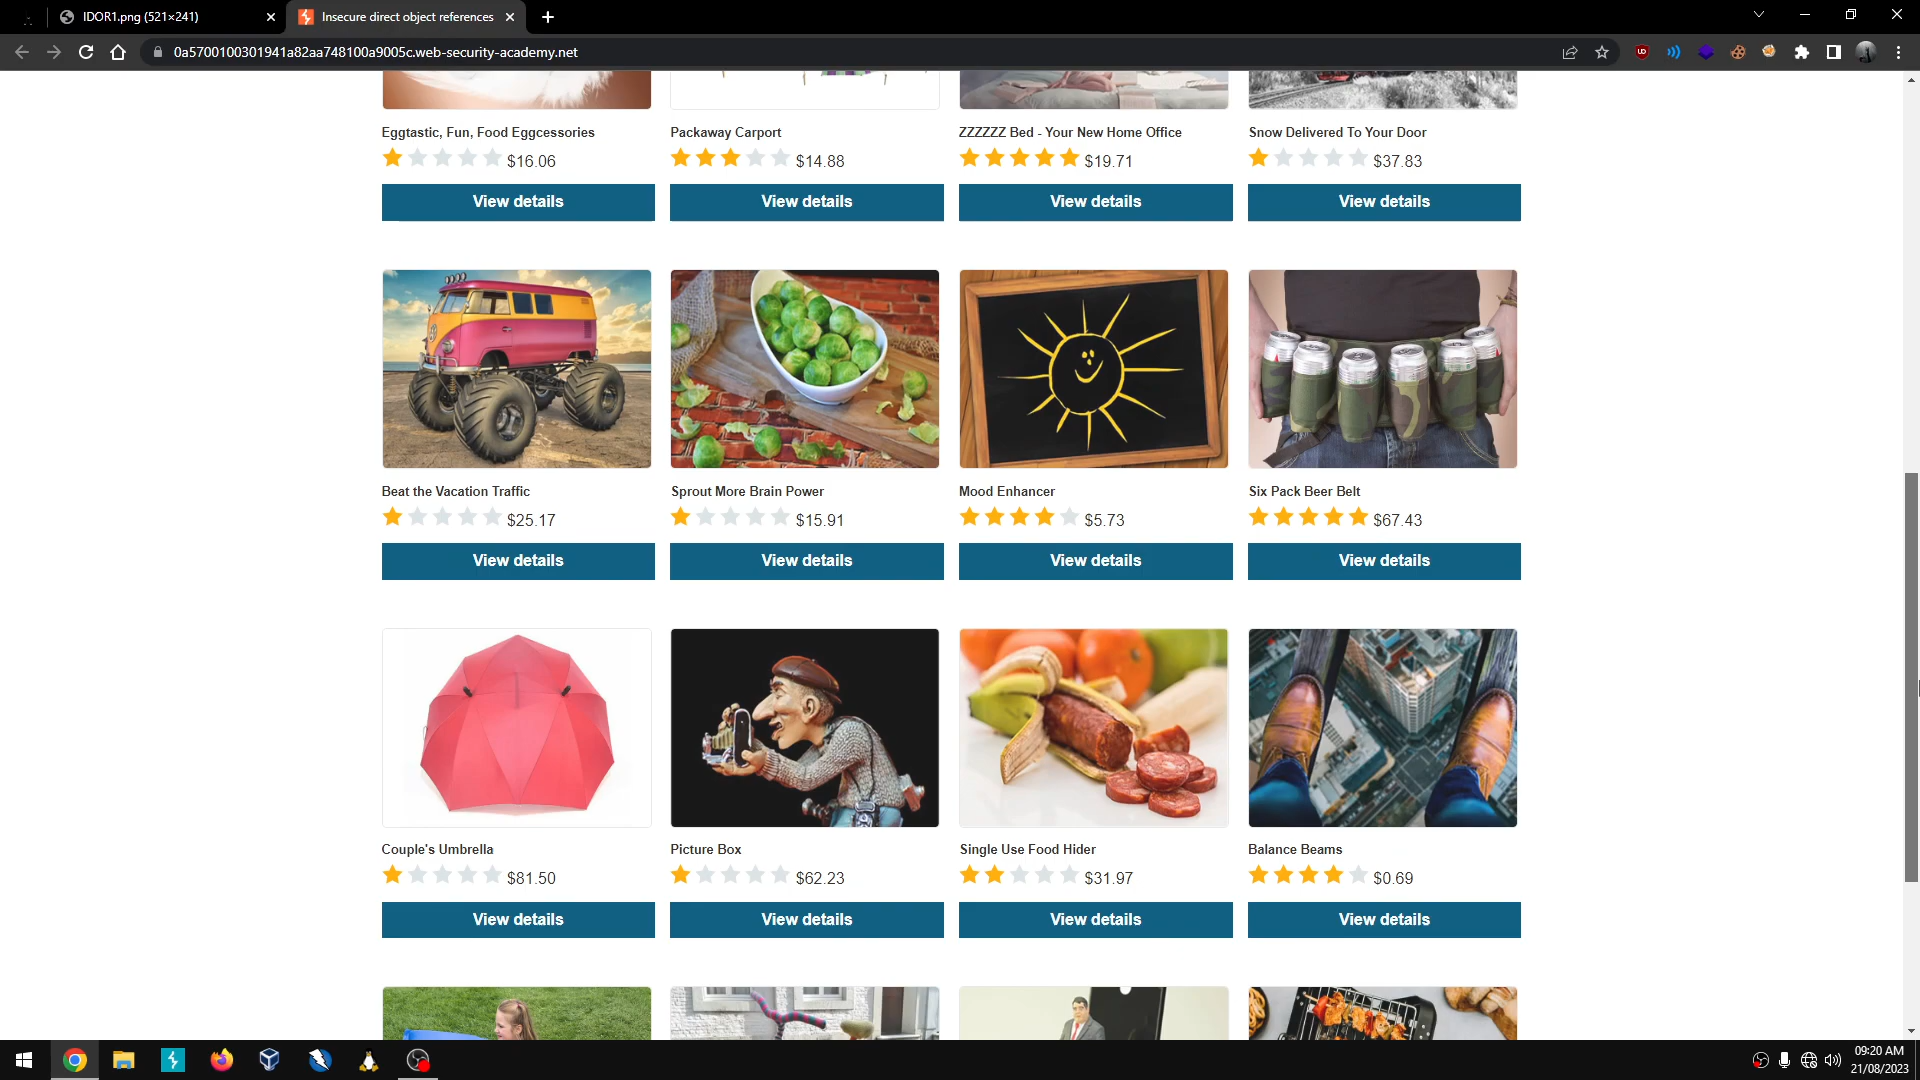 IDOR1.png (521×241)
Insecure direct object references
0a5700100301941a82aa748100a9005c.web-security-academy.net
Eggtastic, Fun, Food Eggcessories
Packaway Carport
ZZZZZZ Bed - Your New Home Office
Snow Delivered To Your Door
$16.06
$14.88
$19.71
$37.83
View details
View details
View details
View details
Beat the Vacation Traffic
Sprout More Brain Power
Mood Enhancer
Six Pack Beer Belt
$25.17
$15.91
$5.73
$67.43
View details
View details
View details
View details
Couple's Umbrella
Picture Box
Single Use Food Hider
Balance Beams
$81.50
$62.23
$31.97
$0.69
View details
View details
View details
View details
09:20 AM
21/08/2023